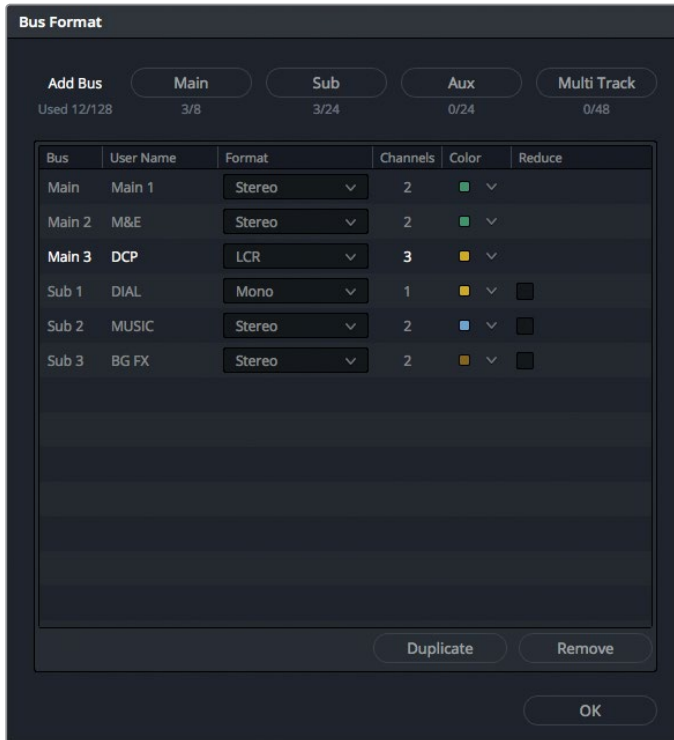 Bus Format
Add Bus Main Sub Aux Multi Track
Used 12/128 3/8 3/24 0/24 0/48
Bus User Name Format Channels Color Reduce
Main Main 1 Stereo 2
Main 2 M&E Stereo 2
Main 3 DCP LCR 3
Sub 1 DIAL Mono 1
Sub 2 MUSIC Stereo 2
Sub 3 BG FX Stereo 2
Duplicate Remove
OK